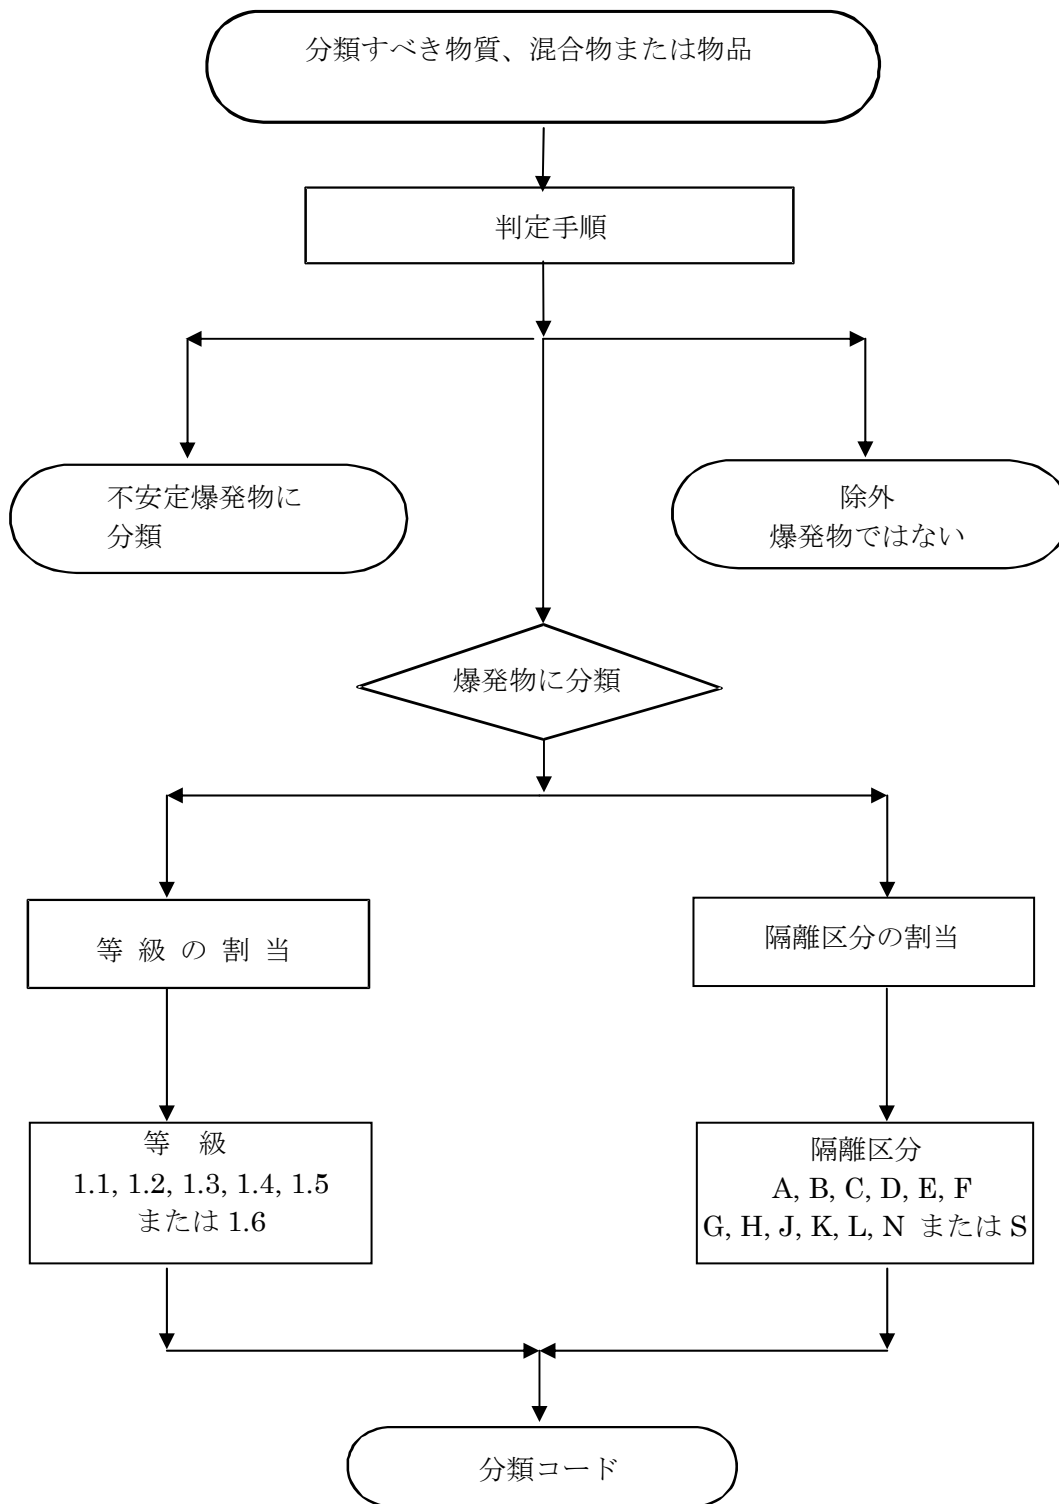 分類すべき物質、混合物または物品
判定手順
不安定爆発物に
分類
除外
爆発物ではない
爆発物に分類
等 級 の 割 当
隔離区分の割当
等　級
1.1, 1.2, 1.3, 1.4, 1.5
または 1.6
隔離区分
A, B, C, D, E, F
G, H, J, K, L, N または S
分類コード